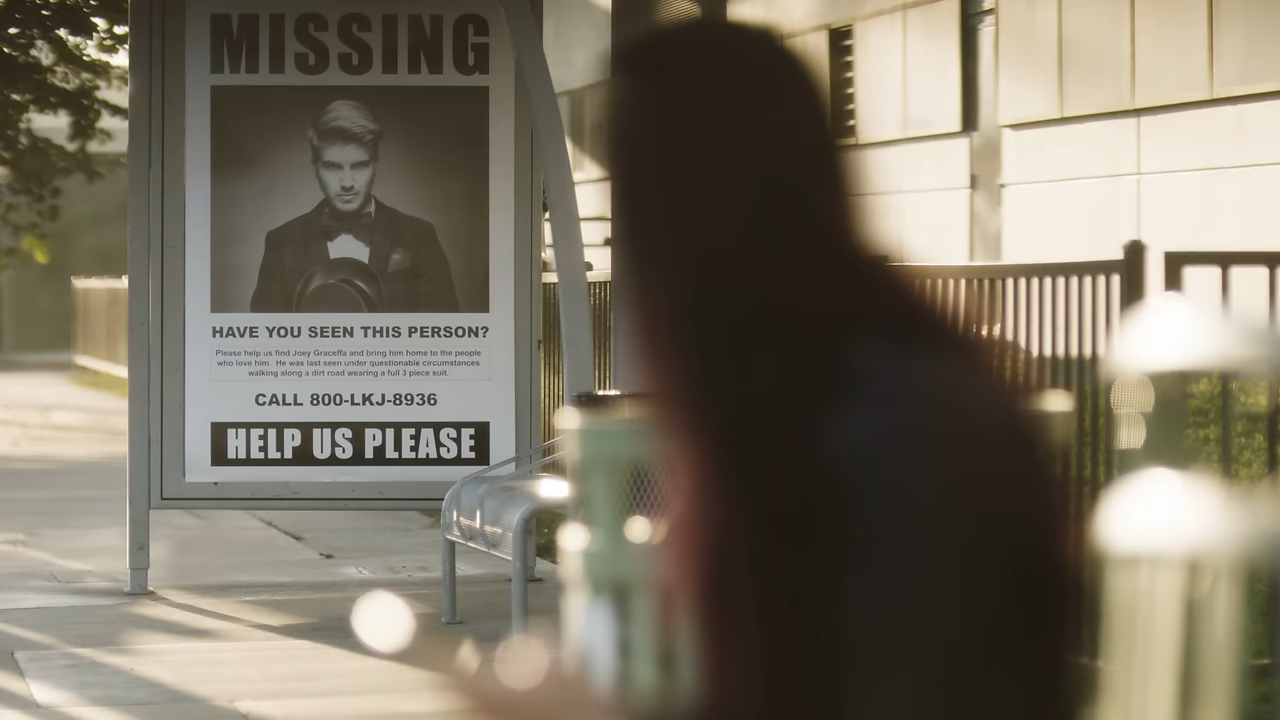 MISSING
HAVE YOU SEEN THIS PERSON?
Please help us find Joey Graceffa and bring him home to the people
who love him. He was last seen under questionable circumstances
walking along a dirt road wearing a full 3 piece suit.
CALL 800-LKJ-8936
HELP US PLEASE